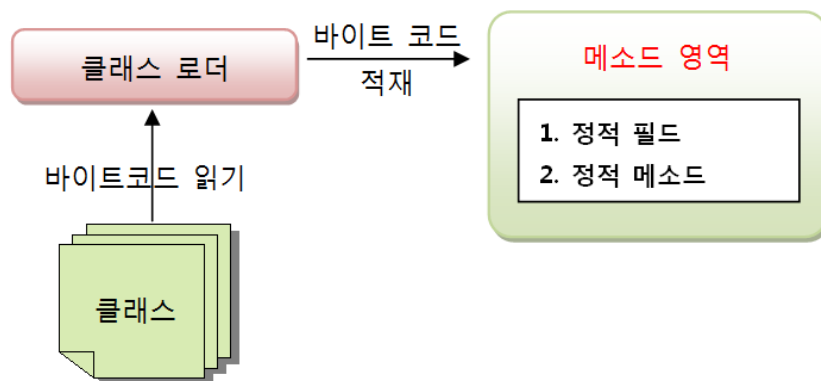 클래스 로더
바이트 코드
적재
메소드 영역
1. 정적 필드
2. 정적 메소드
바이트코드 읽기
클래스